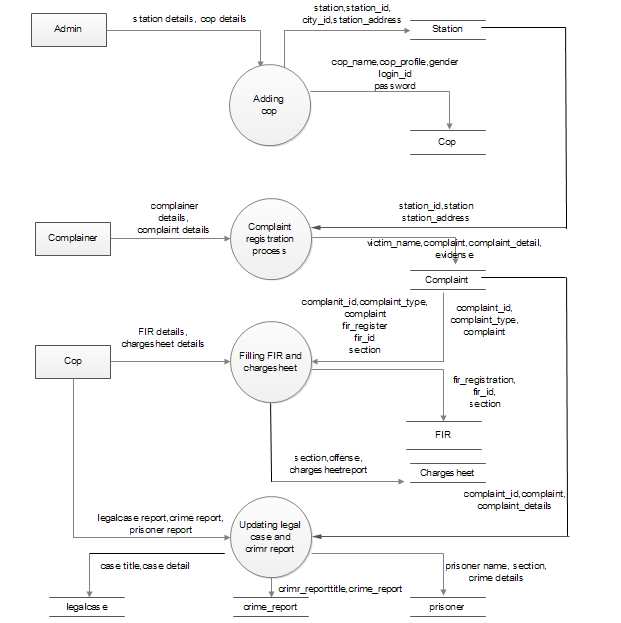 station,station_id,
city_id,station_address
Admin
station details, cop details
Station
cop_name,cop_profile,gender
login_id
password
Adding
cop
Cop
complainer
details,
complaint details
station_id,station
station_address
Complainer
Complaint
registration
process
victim_name,complaint,complaint_detail,
evidense
Complaint
complanit_id,complaint_type,
complaint
fir_register
fir_id
section
complaint_id,
complaint_type,
complaint
FIR details,
chargesheet details
Cop
Filling FIR and
chargesheet
fir_registration,
fir_id,
section
FIR
section,offense,
chargesheetreport
Chargesheet
complaint_id,complaint,
complaint_details
legalcase report,crime report,
prisoner report
Updating legal
case and
crimr report
case title,case detail
prisoner name, section,
crime details
crimr_reporttitle,crime_report
legalcase
crime_report
prisoner